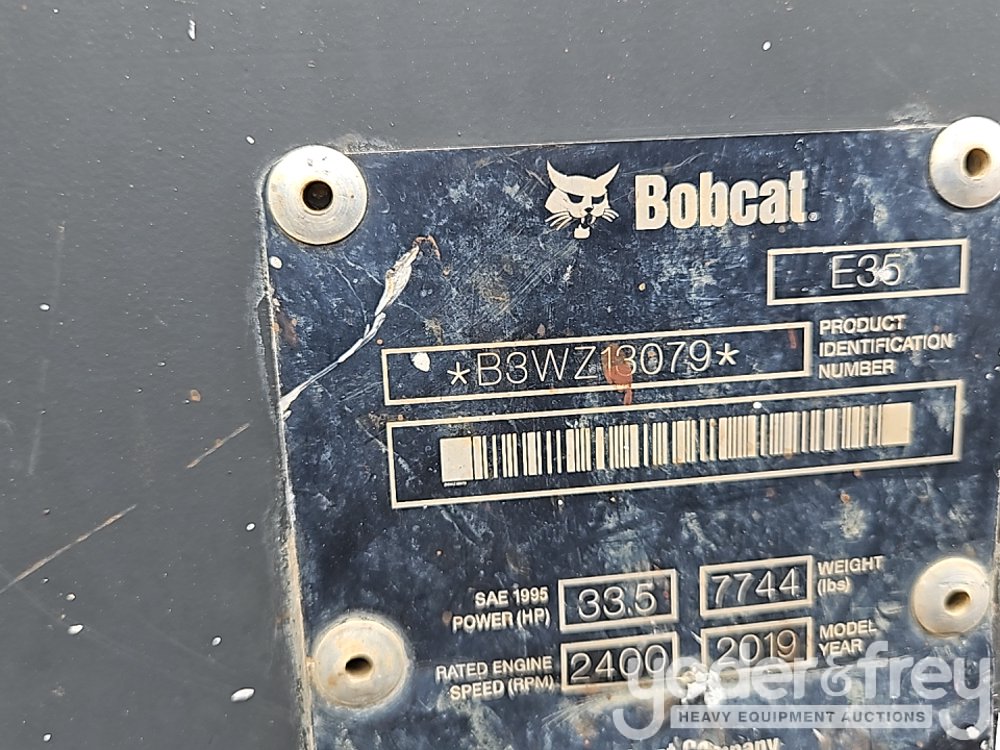 Bobcat.
E35
*B3WZ13079*
PRODUCT
IDENTIFICATION
NUMBER
SAE 1995
POWER (HP)
33.5
7744
WEIGHT
(lbs)
RATED ENGINE
SPEED (RPM)
2400
2019
MODEL
YEAR
yoder&frey
HEAVY EQUIPMENT AUCTIONS
Company